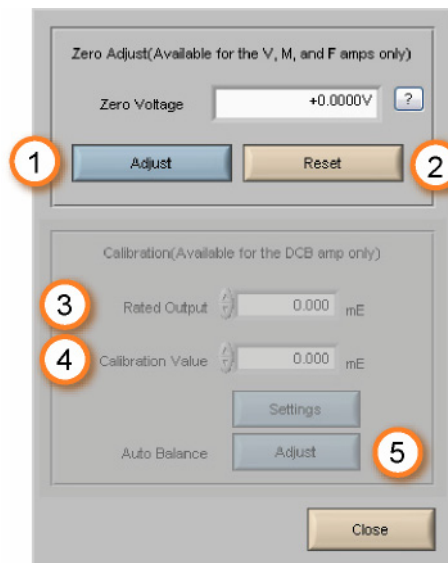 Zero Adjust(Available for the V, M, and F amps only)
Zero Voltage +0.0000V ?
1 Adjust Reset 2
Calibration(Available for the DCB amp only)
3 Rated Output 0.000 mE
4 Calibration Value 0.000 mE
Settings
Auto Balance Adjust 5
Close